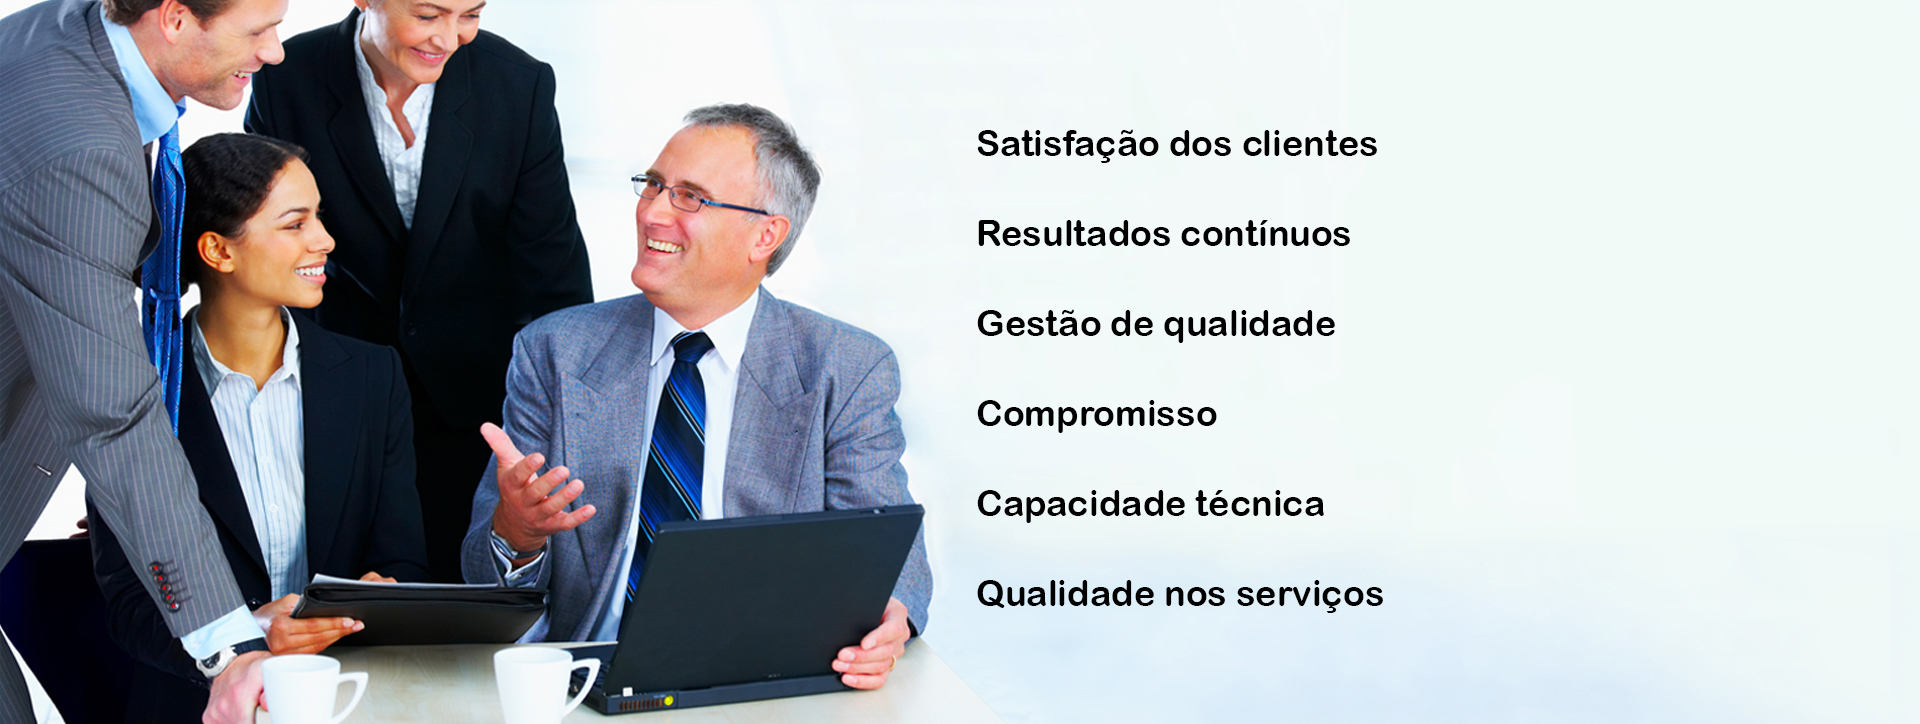 Satisfação dos clientes
Resultados contínuos
Gestão de qualidade
Compromisso
Capacidade técnica
Qualidade nos serviços